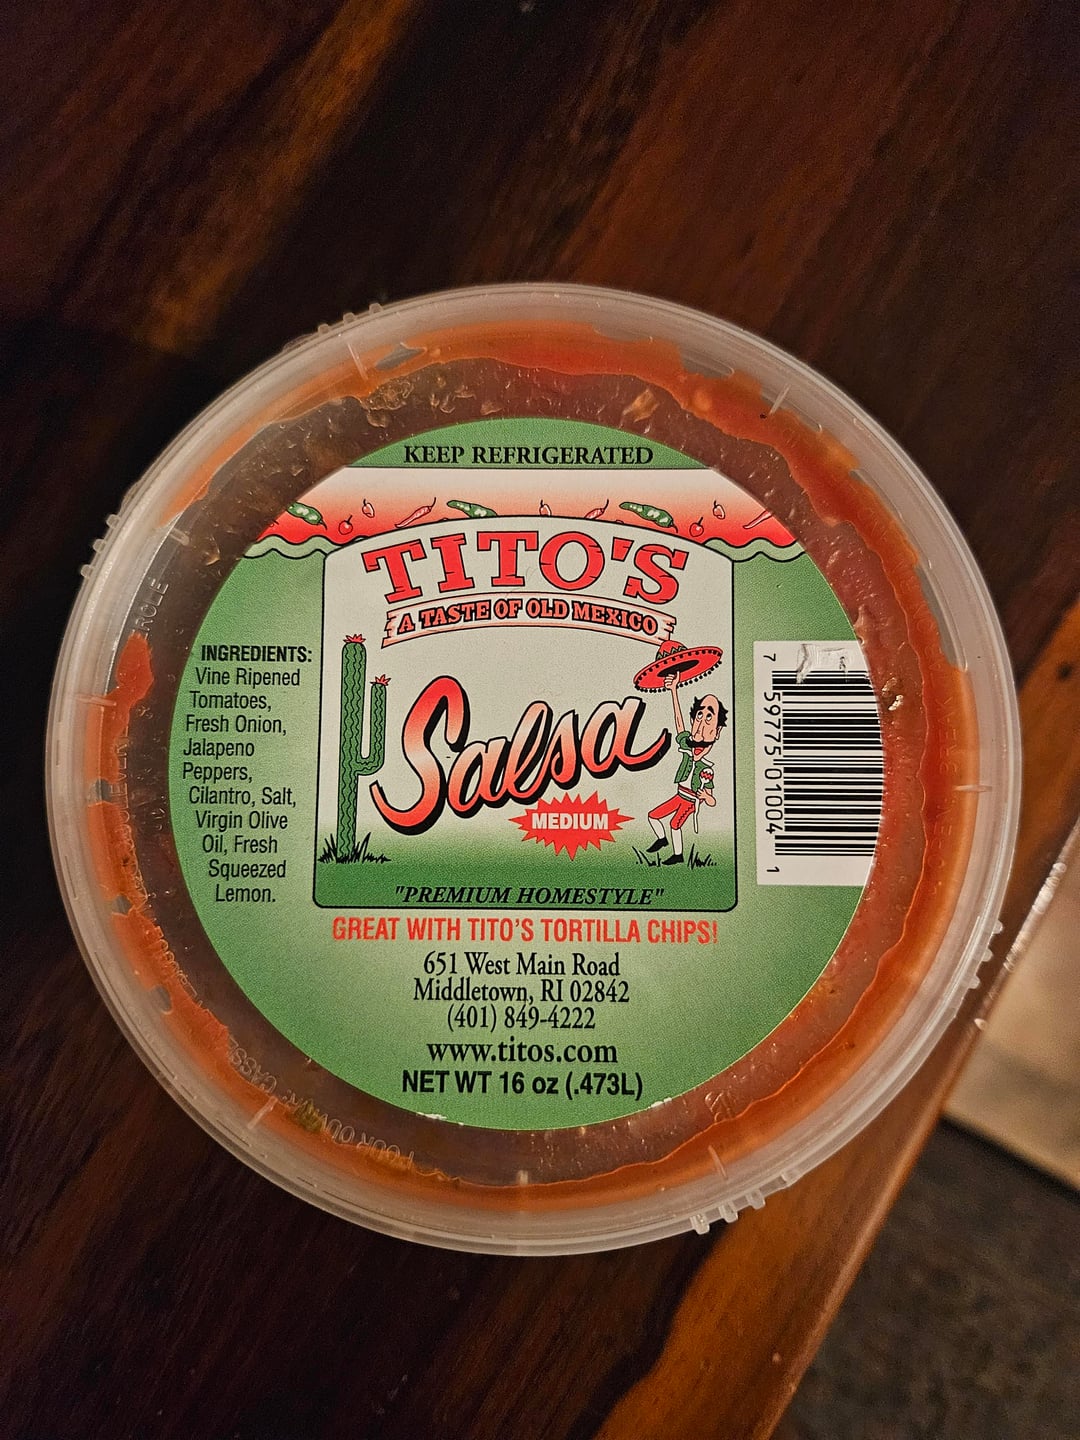 KEEP REFRIGERATED
TITO'S
A TASTE OF OLD MEXICO
INGREDIENTS:
Vine Ripened
Tomatoes,
Fresh Onion,
Jalapeno
Peppers,
Cilantro, Salt,
Virgin Olive
Oil, Fresh
Squeezed
Lemon.
Salsa
MEDIUM
"PREMIUM HOMESTYLE"
7 59775 01004 1
GREAT WITH TITO'S TORTILLA CHIPS!
651 West Main Road
Middletown, RI 02842
(401) 849-4222
www.titos.com
NET WT 16 oz (.473L)